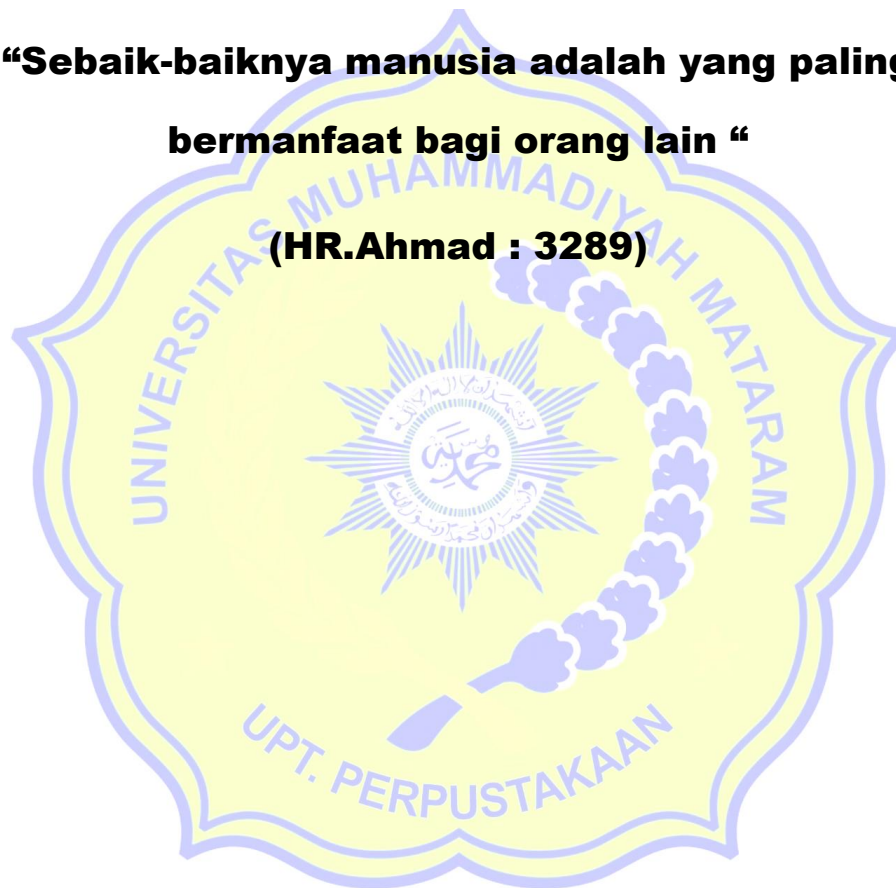 “Sebaik-baiknya manusia adalah yang paling
bermanfaat bagi orang lain “
(HR.Ahmad : 3289)
UNIVERSITAS MUHAMMADIYAH MATARAM
UPT. PERPUSTAKAAN